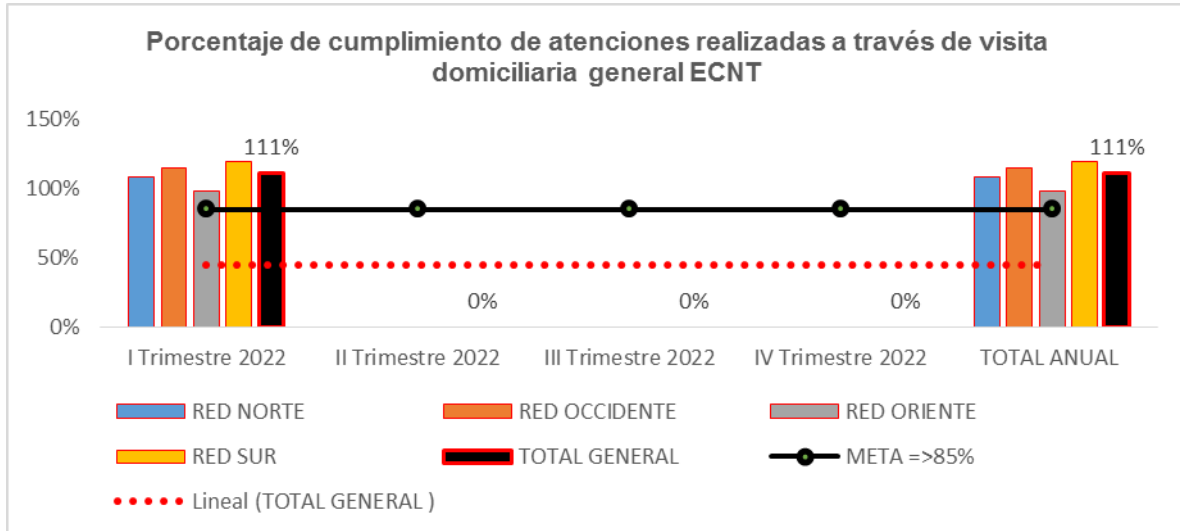 Porcentaje de cumplimiento de atenciones realizadas a través de visita
domiciliaria general ECNT
150%
100%
50%
0%
111%
0%
0%
0%
111%
I Trimestre 2022
II Trimestre 2022
III Trimestre 2022
IV Trimestre 2022
TOTAL ANUAL
RED NORTE
RED OCCIDENTE
RED ORIENTE
RED SUR
TOTAL GENERAL
META =>85%
Lineal (TOTAL GENERAL )